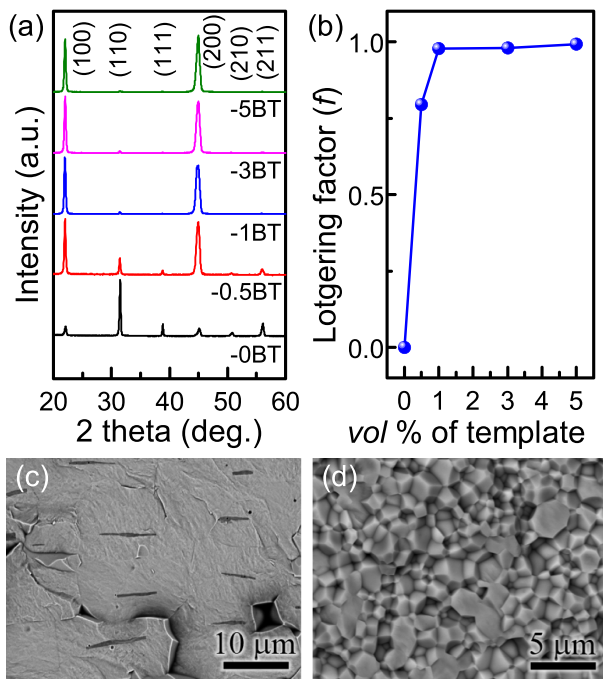 (a)
(100)
(110)
(111)
(200)
(210)
(211)
-5BT
-3BT
-1BT
-0.5BT
-0BT
Intensity (a.u.)
20 30 40 50 60
2 theta (deg.)
(b)
1.0
0.5
0.0
Lotgering factor (f)
0 1 2 3 4 5
vol % of template
(c)
10 μm
(d)
5 μm